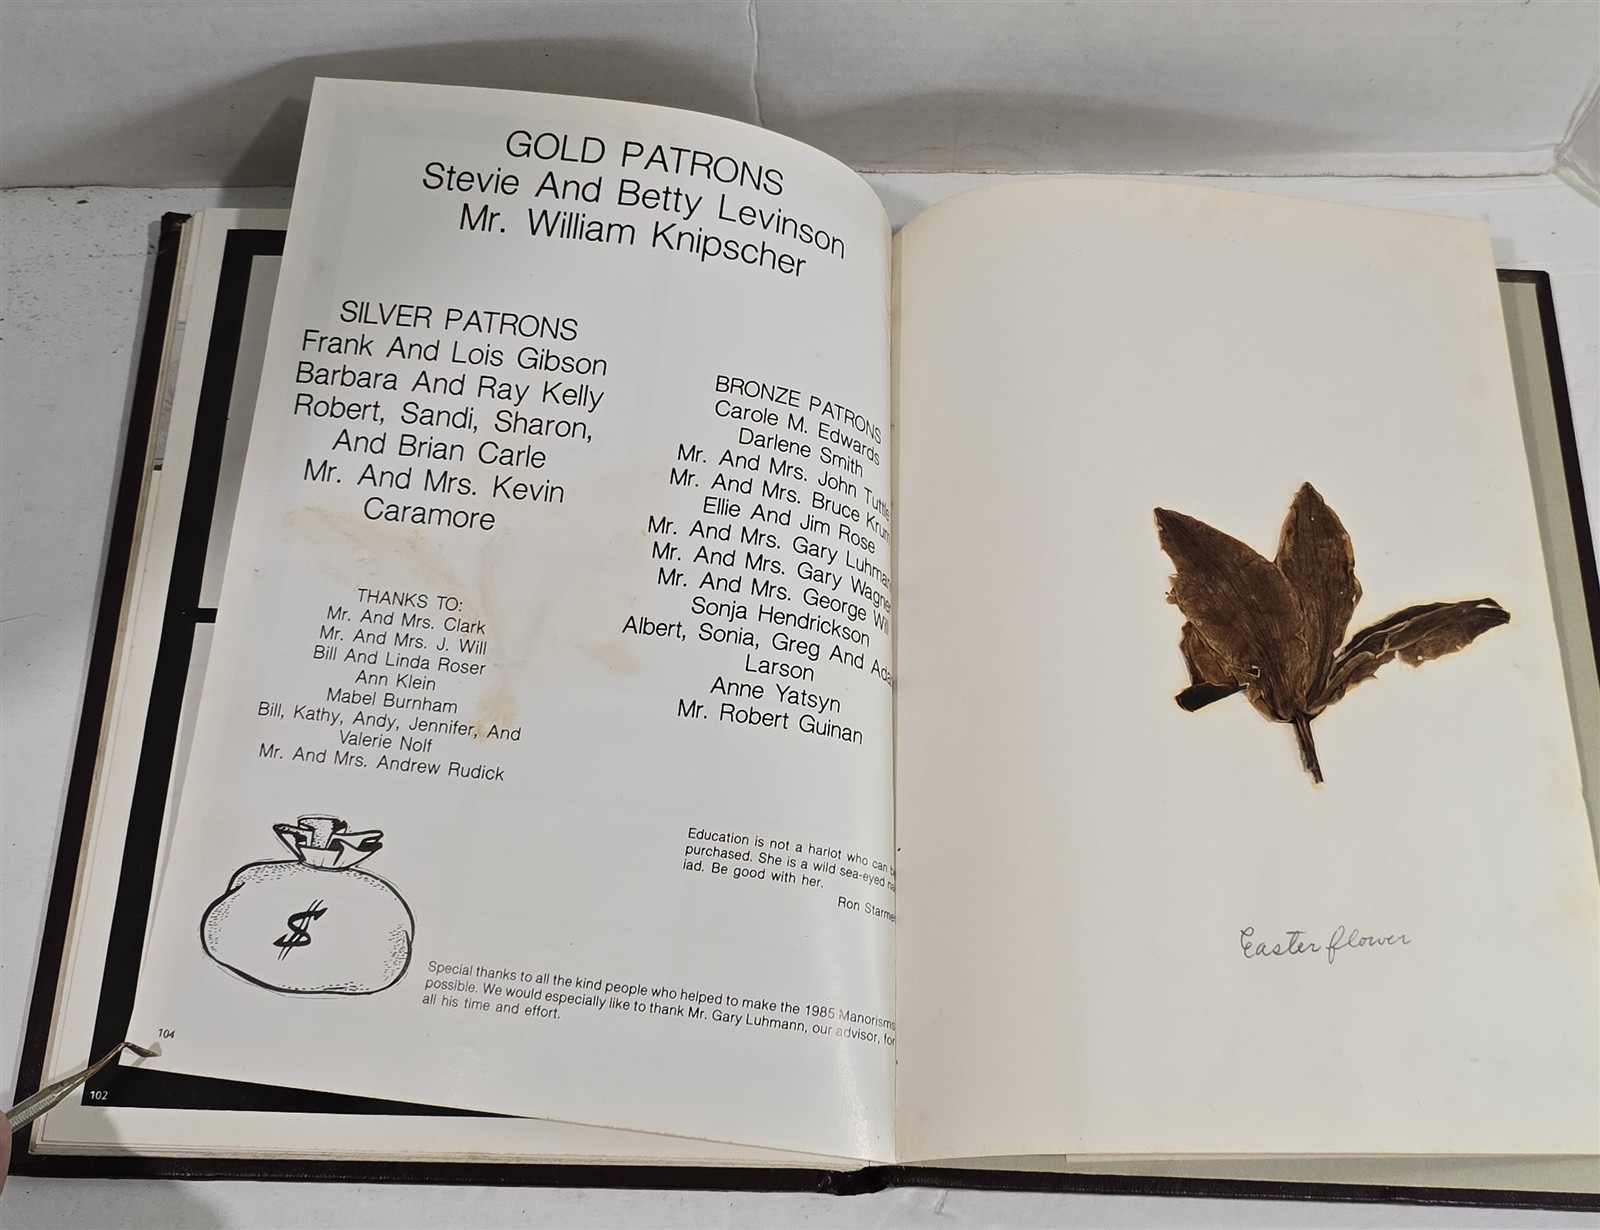 GOLD PATRONS
Stevie And Betty Levinson
Mr. William Knipscher
SILVER PATRONS
Frank And Lois Gibson
Barbara And Ray Kelly
Robert, Sandi, Sharon,
And Brian Carle
Mr. And Mrs. Kevin
Caramore
THANKS TO:
Mr. And Mrs. Clark
Mr. And Mrs. J. Will
Bill And Linda Roser
Ann Klein
Mabel Burnham
Bill, Kathy, Andy, Jennifer, And
Valerie Nolf
Mr. And Mrs. Andrew Rudick
BRONZE PATRONS
Carole M. Edwards
Darlene Smith
Mr. And Mrs. John Tuttle
Mr. And Mrs. Bruce
Ellie And Jim Rose
Mr. And Mrs. Gary
Mr. And Mrs. Gary
Mr. And Mrs. George Will
Sonja Hendrickson
Albert, Sonia, Greg And
Larson
Anne Yatsyn
Mr. Robert Guinan
Education is not a harlot who can
purchased. She is a wild sea-eyed
iad. Be good with her.
Ron
$
Special thanks to all the kind people who helped to make the 1985 Manorisms
possible. We would especially like to thank Mr. Gary Luhmann, our advisor, for
all his time and effort.
104
102
Easter flower